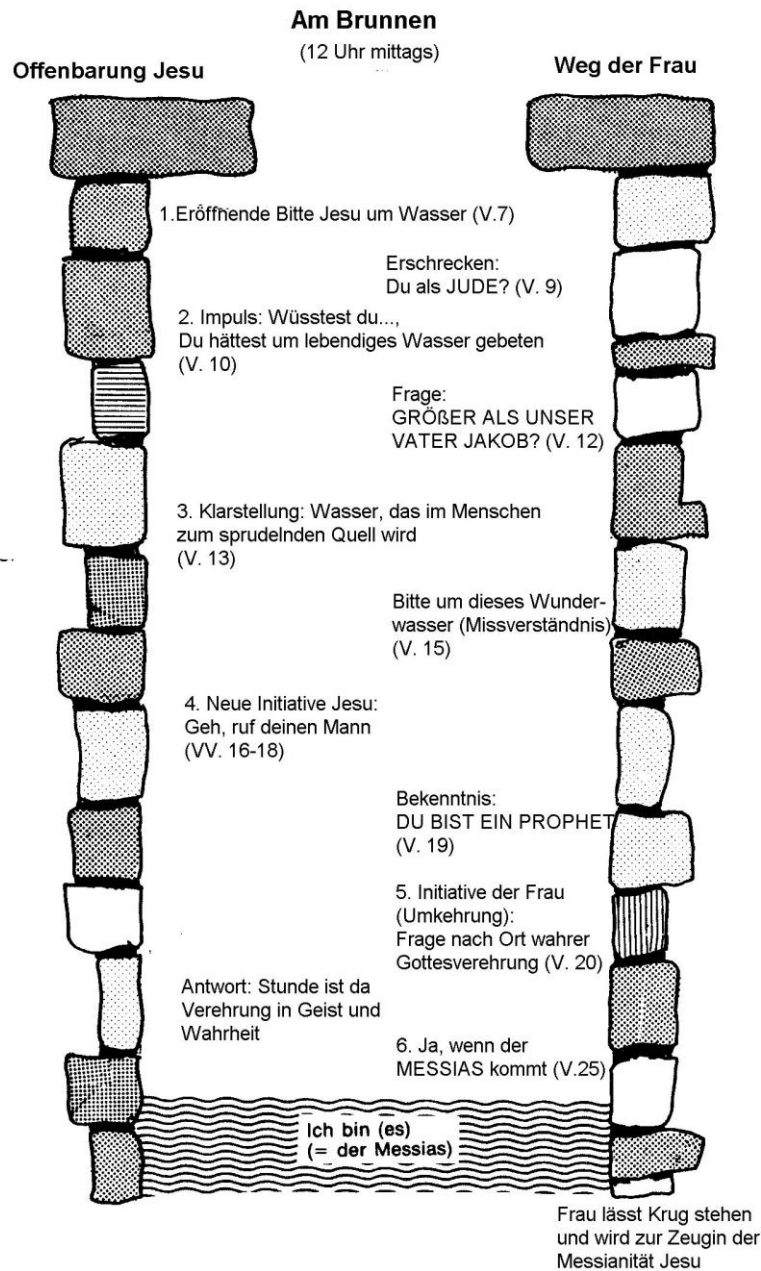 Am Brunnen
(12 Uhr mittags)
Offenbarung Jesu
Weg der Frau
1.Eröffnende Bitte Jesu um Wasser (V.7)
Erschrecken:
Du als JUDE? (V. 9)
2. Impuls: Wüsstest du...,
Du hättest um lebendiges Wasser gebeten
(V. 10)
Frage:
GRÖßER ALS UNSER
VATER JAKOB? (V. 12)
3. Klarstellung: Wasser, das im Menschen
zum sprudelnden Quell wird
(V. 13)
Bitte um dieses Wunder-
wasser (Missverständnis)
(V. 15)
4. Neue Initiative Jesu:
Geh, ruf deinen Mann
(VV. 16-18)
Bekenntnis:
DU BIST EIN PROPHET
(V. 19)
5. Initiative der Frau
(Umkehrung):
Frage nach Ort wahrer
Gottesverehrung (V. 20)
Antwort: Stunde ist da
Verehrung in Geist und
Wahrheit
6. Ja, wenn der
MESSIAS kommt (V.25)
Ich bin (es)
(= der Messias)
Frau lässt Krug stehen
und wird zur Zeugin der
Messianität Jesu